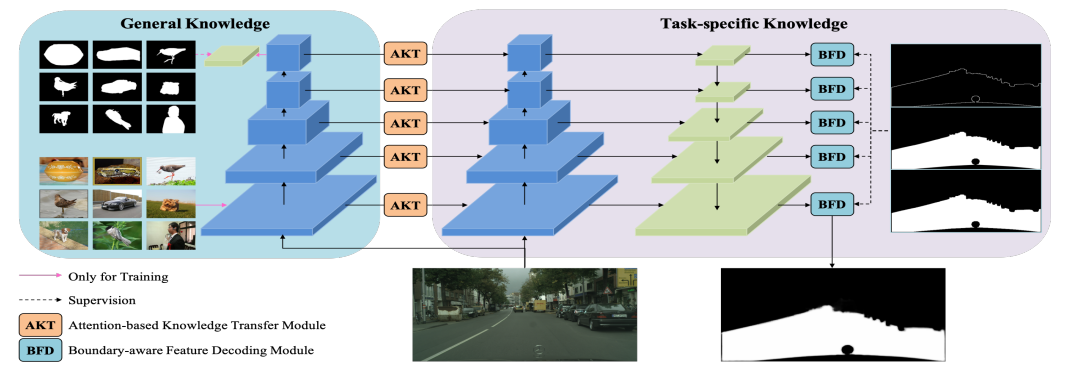 General Knowledge
Task-specific Knowledge
AKT
BFD
AKT
BFD
AKT
BFD
AKT
BFD
AKT
BFD
Only for Training
Supervision
AKT Attention-based Knowledge Transfer Module
BFD Boundary-aware Feature Decoding Module